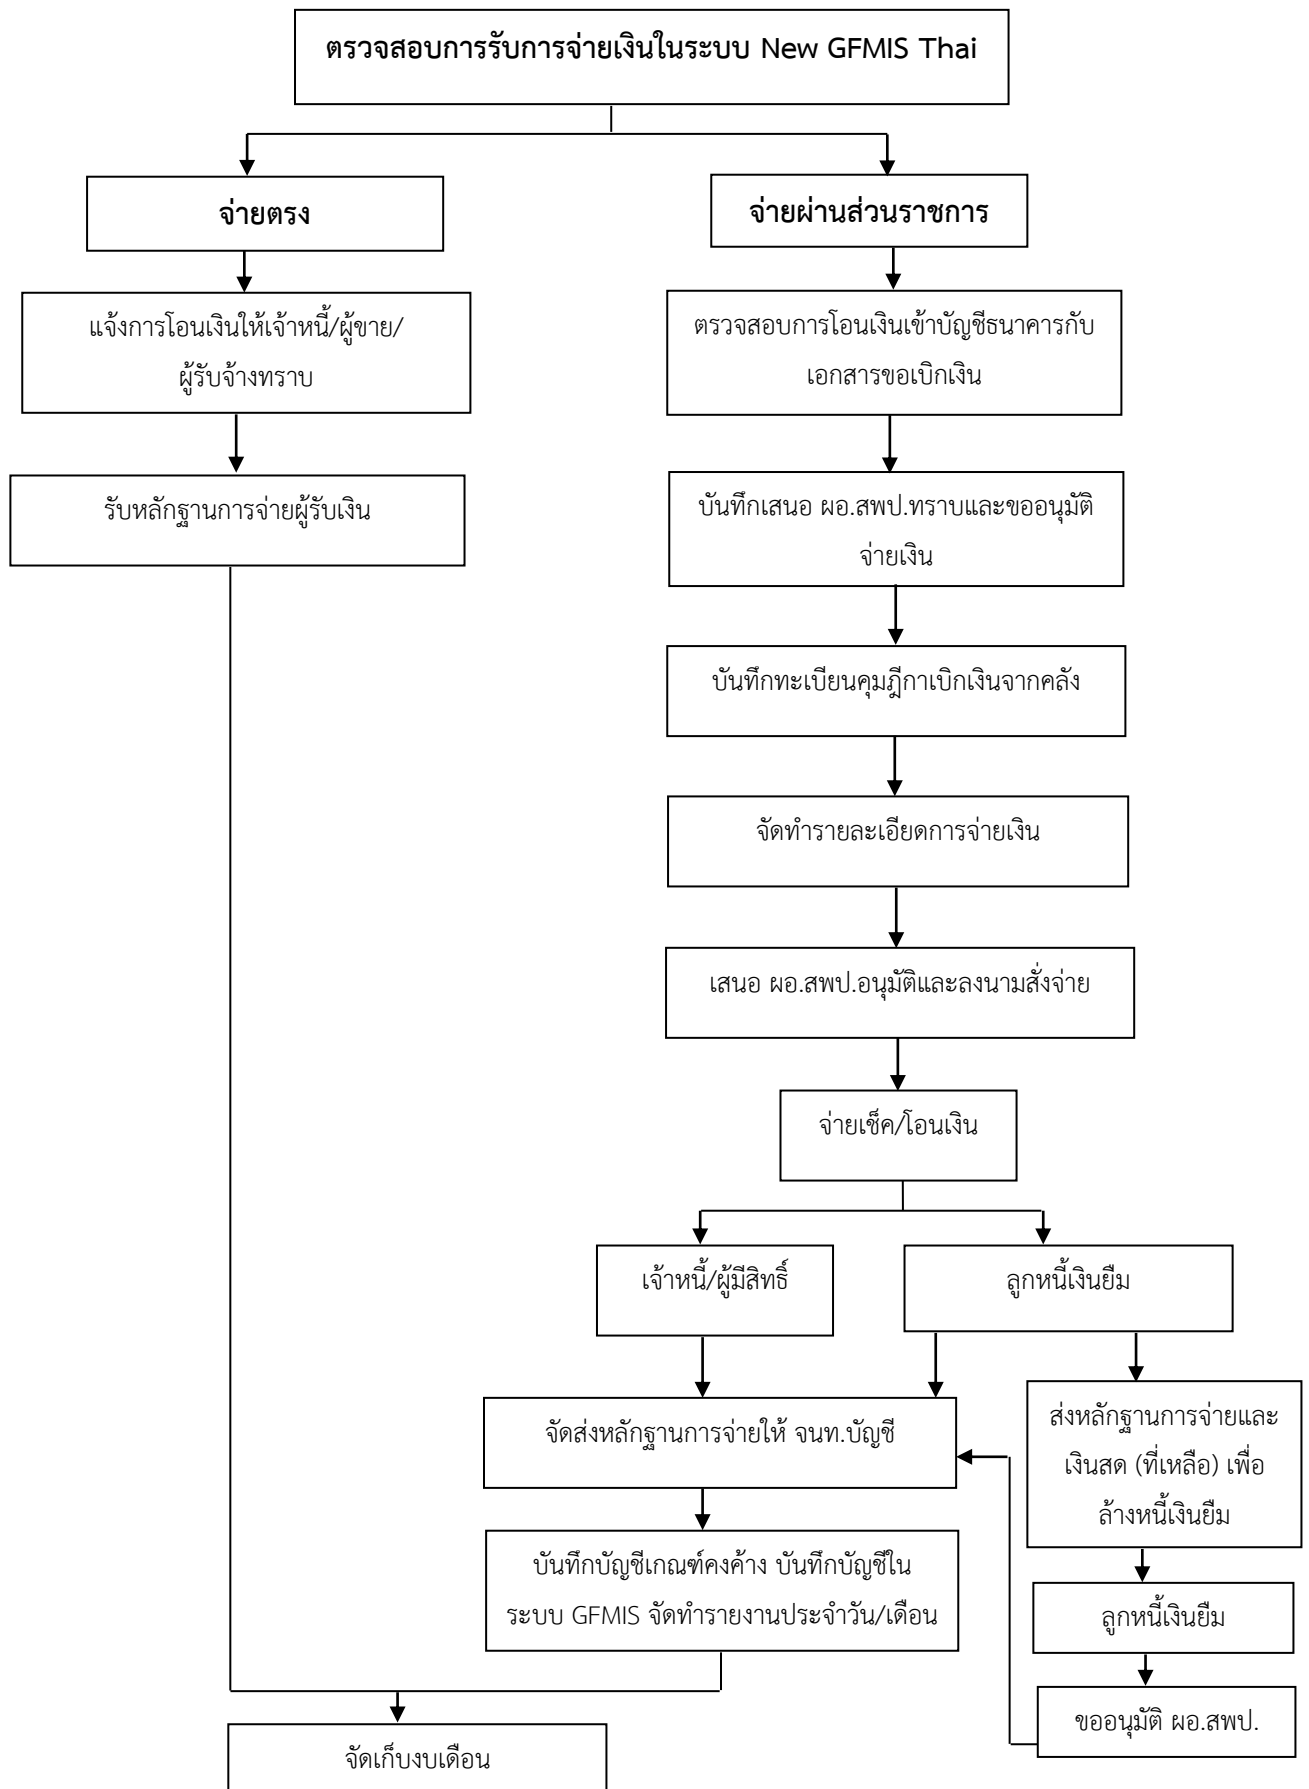 ตรวจสอบการรับการจ่ายเงินในระบบ New GFMIS Thai
จ่ายตรง
จ่ายผ่านส่วนราชการ
แจ้งการโอนเงินให้เจ้าหนี้/ผู้ขาย/
ผู้รับจ้างทราบ
ตรวจสอบการโอนเงินเข้าบัญชีธนาคารกับ
เอกสารขอเบิกเงิน
รับหลักฐานการจ่ายผู้รับเงิน
บันทึกเสนอ ผอ.สพป.ทราบและขออนุมัติ
จ่ายเงิน
บันทึกทะเบียนคุมฎีกาเบิกเงินจากคลัง
จัดทำรายละเอียดการจ่ายเงิน
เสนอ ผอ.สพป.อนุมัติและลงนามสั่งจ่าย
จ่ายเช็ค/โอนเงิน
เจ้าหนี้/ผู้มีสิทธิ์
ลูกหนี้เงินยืม
จัดส่งหลักฐานการจ่ายให้ จนท.บัญชี
ส่งหลักฐานการจ่ายและ
เงินสด (ที่เหลือ) เพื่อ
ล้างหนี้เงินยืม
บันทึกบัญชีเกณฑ์คงค้าง บันทึกบัญชีใน
ระบบ GFMIS จัดทำรายงานประจำวัน/เดือน
ลูกหนี้เงินยืม
ขออนุมัติ ผอ.สพป.
จัดเก็บงบเดือน